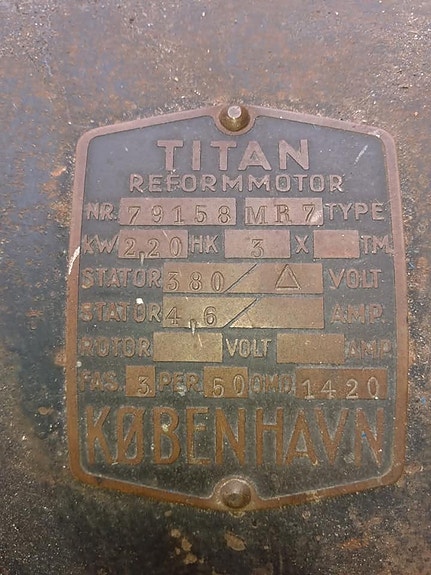 TITAN
REFORMMOTOR
NR. 79158 MR7 TYPE
KW 2,20 HK 3 X TM.
STATOR 380 / △ VOLT
STATOR 4,6 / AMP.
ROTOR VOLT AMP.
FAS. 3 PER. 50 OMD. 1420
KØBENHAVN